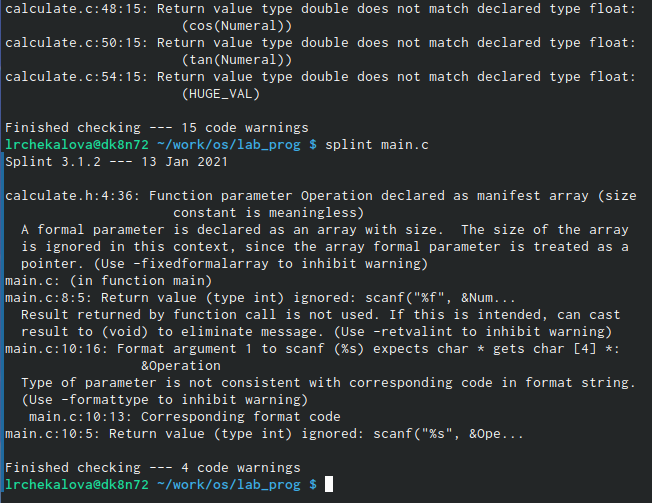 calculate.c:48:15: Return value type double does not match declared type float:
(cos(Numeral))
calculate.c:50:15: Return value type double does not match declared type float:
(tan(Numeral))
calculate.c:54:15: Return value type double does not match declared type float:
(HUGE_VAL)
Finished checking --- 15 code warnings
lrchekalova@dk8n72 ~/work/os/lab_prog $ splint main.c
Splint 3.1.2 --- 13 Jan 2021
calculate.h:4:36: Function parameter Operation declared as manifest array (size
constant is meaningless)
A formal parameter is declared as an array with size.  The size of the array
is ignored in this context, since the array formal parameter is treated as a
pointer. (Use -fixedformalarray to inhibit warning)
main.c: (in function main)
main.c:8:5: Return value (type int) ignored: scanf("%f", &Num...
Result returned by function call is not used. If this is intended, can cast
result to (void) to eliminate message. (Use -retvalint to inhibit warning)
main.c:10:16: Format argument 1 to scanf (%s) expects char * gets char [4] *:
&Operation
Type of parameter is not consistent with corresponding code in format string.
(Use -formattype to inhibit warning)
main.c:10:13: Corresponding format code
main.c:10:5: Return value (type int) ignored: scanf("%s", &Ope...
Finished checking --- 4 code warnings
lrchekalova@dk8n72 ~/work/os/lab_prog $